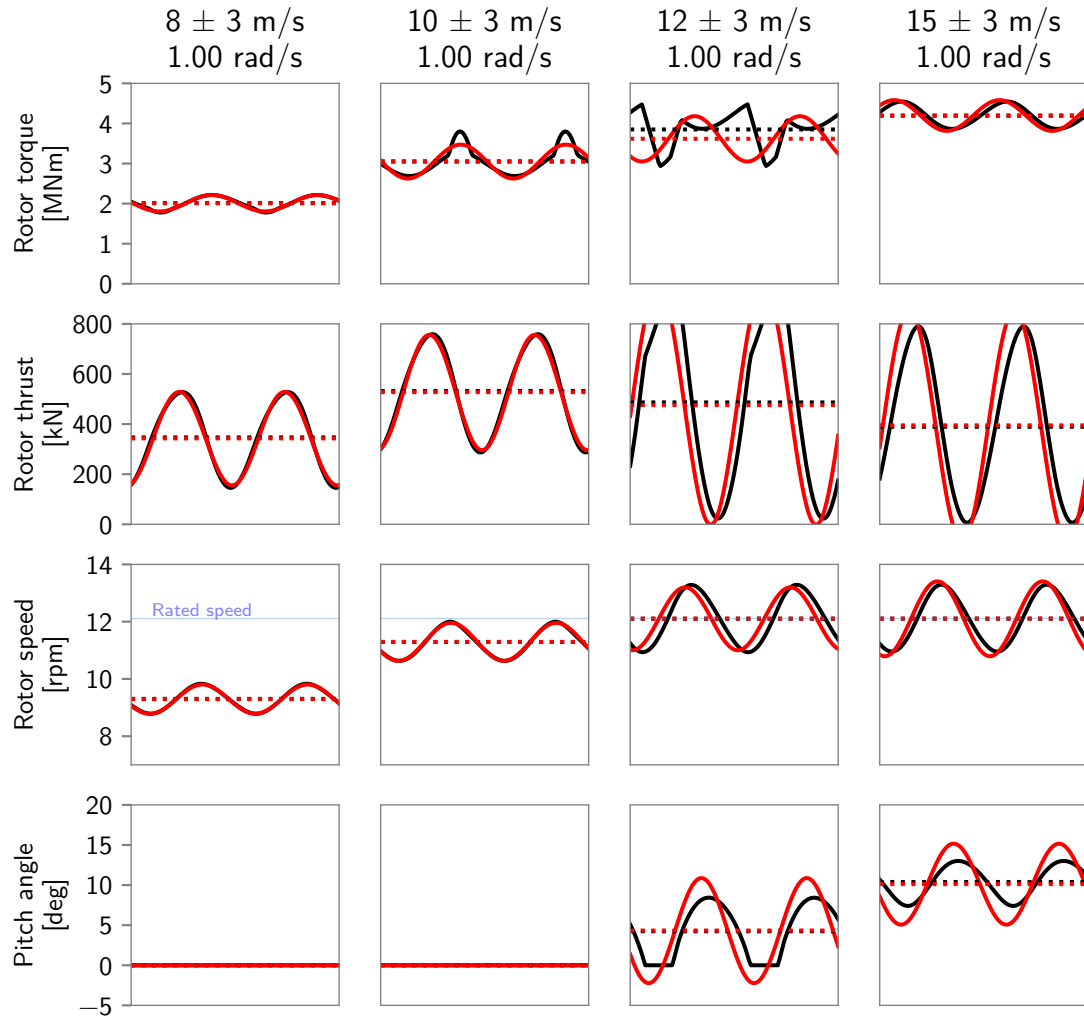 8 ± 3 m/s
1.00 rad/s
10 ± 3 m/s
1.00 rad/s
12 ± 3 m/s
1.00 rad/s
15 ± 3 m/s
1.00 rad/s
Rotor torque
[MNm]
5
4
3
2
1
0
Rotor thrust
[kN]
800
600
400
200
0
Rotor speed
[rpm]
14
12
10
8
Rated speed
Pitch angle
[deg]
20
15
10
5
0
−5